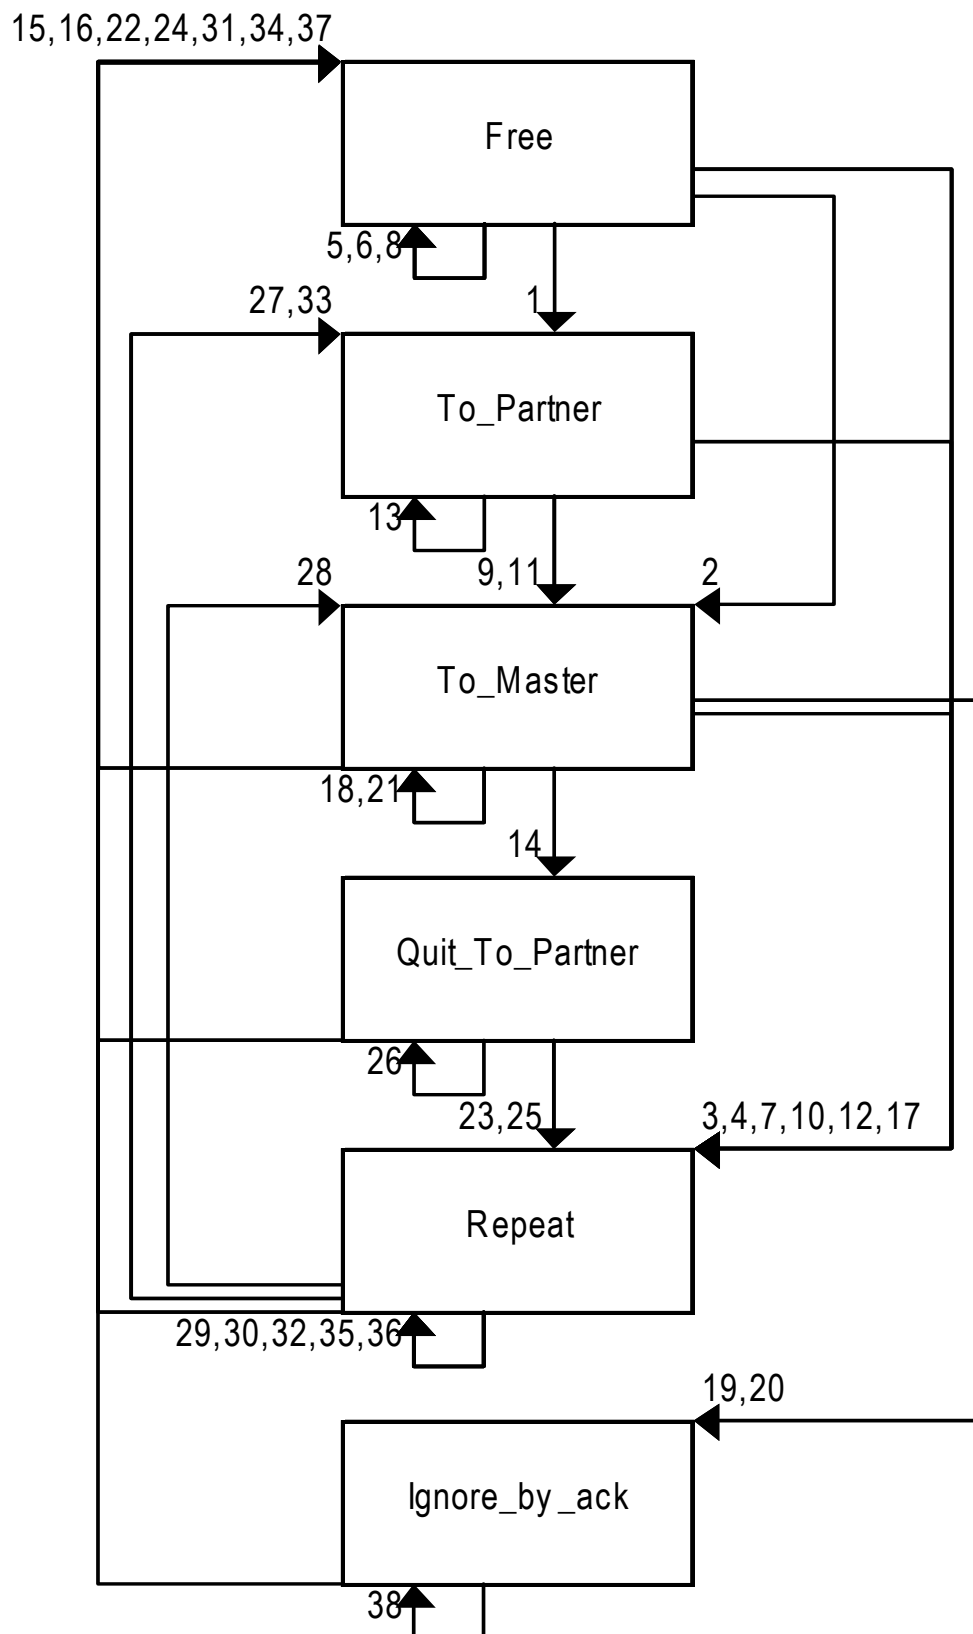 15,16,22,24,31,34,37
Free
5,6,8
1
27,33
To_Partner
13
9,11
2
28
To_Master
18,21
14
Quit_To_Partner
26
23,25
3,4,7,10,12,17
Repeat
29,30,32,35,36
19,20
Ignore_by_ack
38